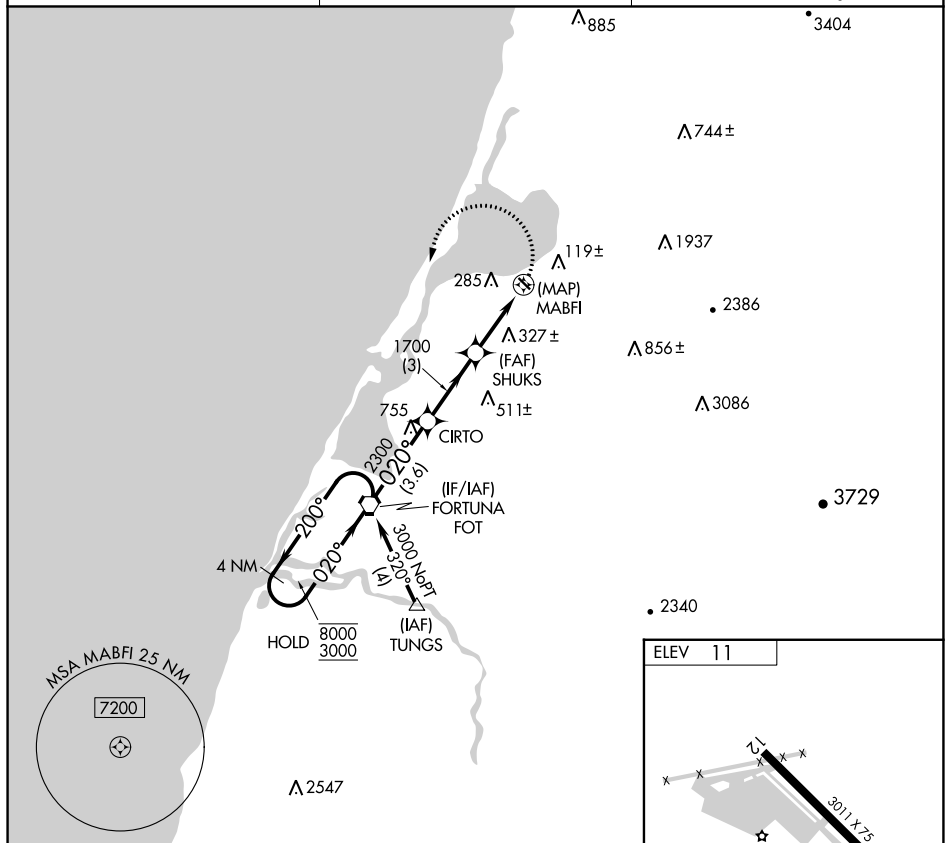 885
3404
744±
1937
119±
285
(MAP)
MABFI
2386
327±
1700
(3)
856±
(FAF)
SHUKS
3086
511±
755
CIRTO
2300
020°
(3.6)
(IF/IAF)
FORTUNA
FOT
3729
200°
020°
4 NM
3000 NoPT
320°
(4)
HOLD
8000
3000
(IAF)
TUNGS
2340
MSA MABFI 25 NM
7200
2547
ELEV 11
12
3011 X 75